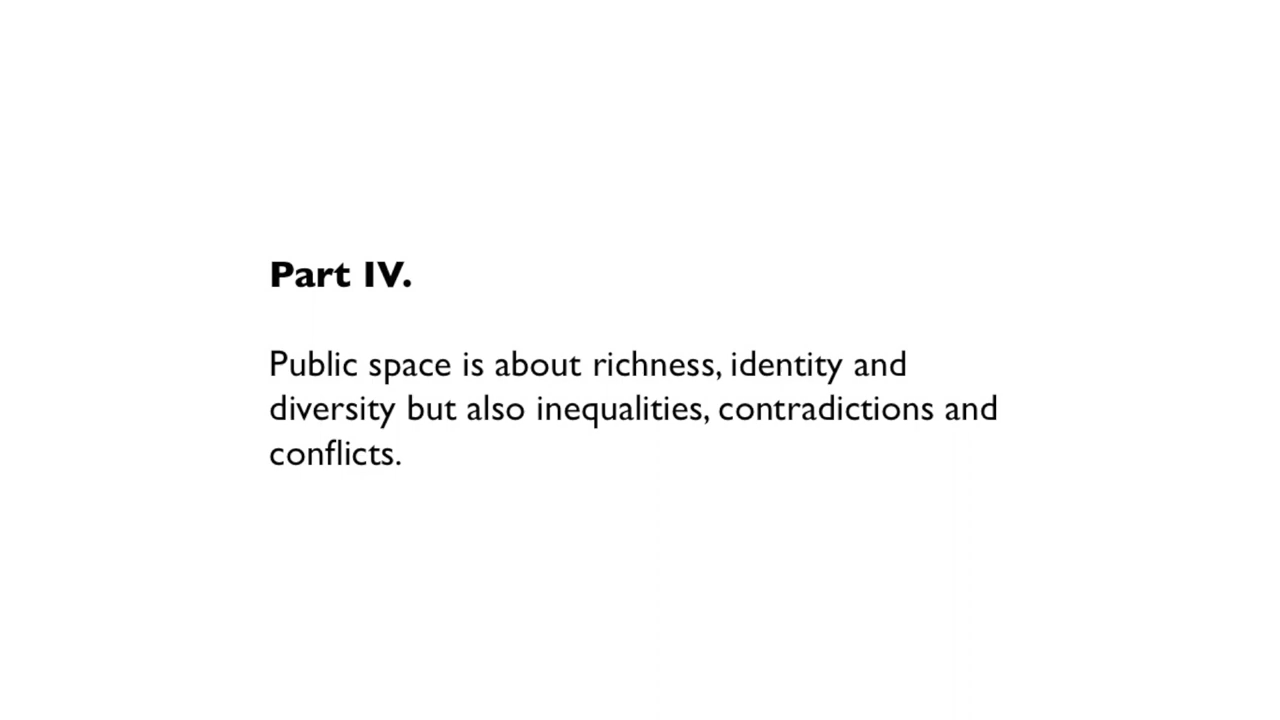 Part IV.
Public space is about richness, identity and
diversity but also inequalities, contradictions and
conflicts.